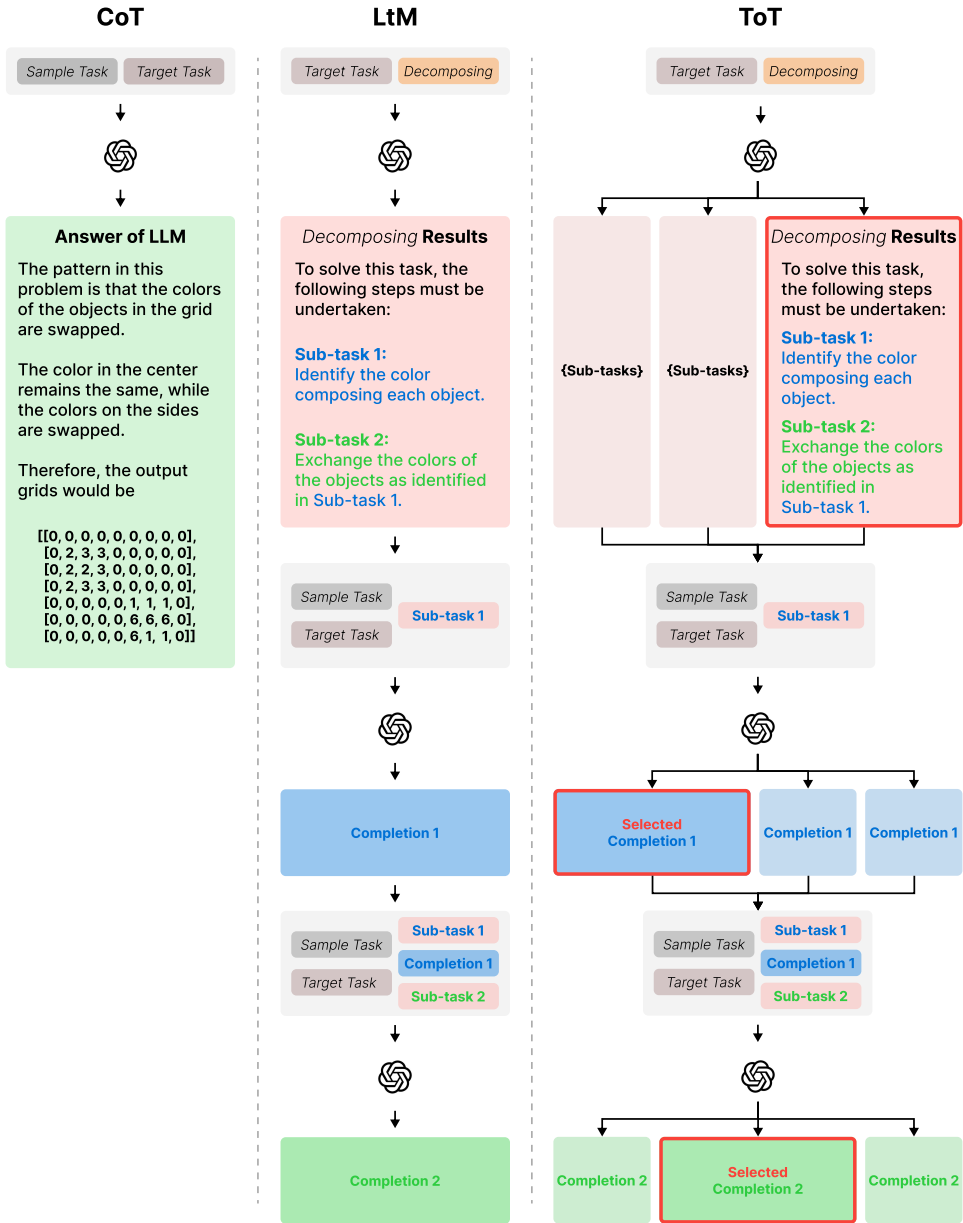 CoT
Sample Task
Target Task
Answer of LLM
The pattern in this
problem is that the colors
of the objects in the grid
are swapped.
The color in the center
remains the same, while
the colors on the sides
are swapped.
Therefore, the output
grids would be
[[0, 0, 0, 0, 0, 0, 0, 0, 0],
[0, 2, 3, 3, 0, 0, 0, 0, 0],
[0, 2, 2, 3, 0, 0, 0, 0, 0],
[0, 2, 3, 3, 0, 0, 0, 0, 0],
[0, 0, 0, 0, 0, 1, 1, 1, 0],
[0, 0, 0, 0, 0, 6, 6, 6, 0],
[0, 0, 0, 0, 0, 6, 1, 1, 0]]
LtM
Target Task
Decomposing
Decomposing Results
To solve this task, the
following steps must be
undertaken:
Sub-task 1:
Identify the color
composing each object.
Sub-task 2:
Exchange the colors of
the objects as identified
in Sub-task 1.
Sample Task
Target Task
Sub-task 1
Completion 1
Sample Task
Target Task
Sub-task 1
Completion 1
Sub-task 2
Completion 2
ToT
Target Task
Decomposing
{Sub-tasks}
{Sub-tasks}
Decomposing Results
To solve this task,
the following steps
must be undertaken:
Sub-task 1:
Identify the color
composing each
object.
Sub-task 2:
Exchange the colors
of the objects as
identified in
Sub-task 1.
Sample Task
Target Task
Sub-task 1
Selected
Completion 1
Completion 1
Completion 1
Sample Task
Target Task
Sub-task 1
Completion 1
Sub-task 2
Completion 2
Selected
Completion 2
Completion 2